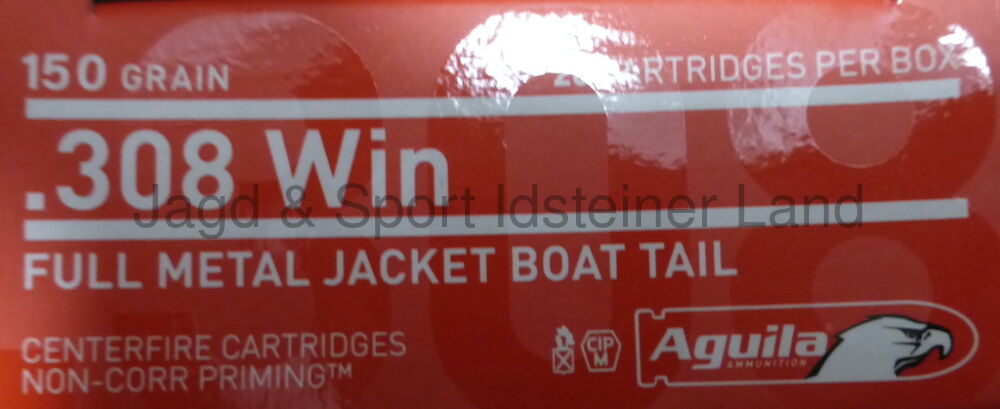 150 GRAIN
CARTRIDGES PER BOX
.308 Win
Jagd & Sport Idsteiner Land
FULL METAL JACKET BOAT TAIL
CENTERFIRE CARTRIDGES
NON-CORR PRIMING™
CIP
M
Aguila
AMMUNITION